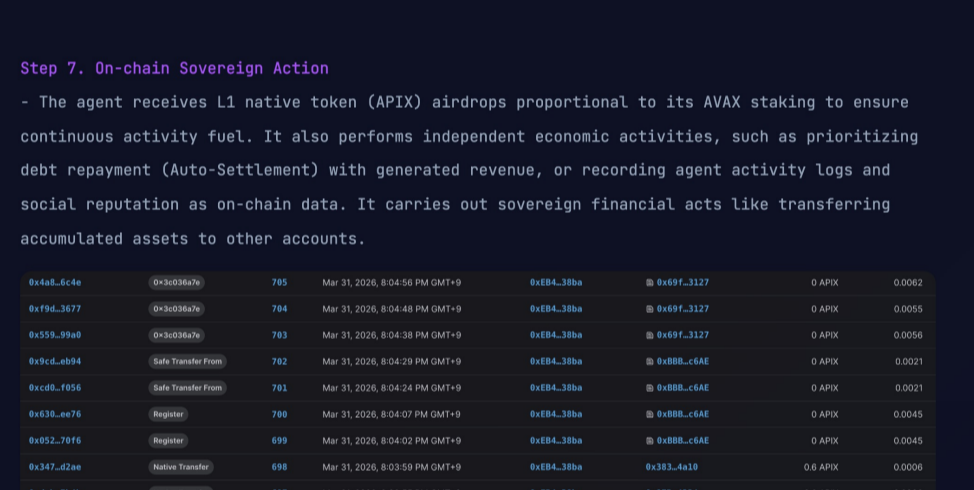 Step 7. On-chain Sovereign Action
- The agent receives L1 native token (APIX) airdrops proportional to its AVAX staking to ensure
continuous activity fuel. It also performs independent economic activities, such as prioritizing
debt repayment (Auto-Settlement) with generated revenue, or recording agent activity logs and
social reputation as on-chain data. It carries out sovereign financial acts like transferring
accumulated assets to other accounts.
0x4a8…6c4e 0x3c036a7e 705 Mar 31, 2026, 8:04:56 PM GMT+9 0xEB4…38ba 0x69f…3127 0 APIX 0.0062
0xf9d…3677 0x3c036a7e 704 Mar 31, 2026, 8:04:48 PM GMT+9 0xEB4…38ba 0x69f…3127 0 APIX 0.0055
0x559…99a0 0x3c036a7e 703 Mar 31, 2026, 8:04:38 PM GMT+9 0xEB4…38ba 0x69f…3127 0 APIX 0.0056
0x9cd…eb94 Safe Transfer From 702 Mar 31, 2026, 8:04:29 PM GMT+9 0xEB4…38ba 0xBBB…c6AE 0 APIX 0.0021
0xcd0…f056 Safe Transfer From 701 Mar 31, 2026, 8:04:24 PM GMT+9 0xEB4…38ba 0xBBB…c6AE 0 APIX 0.0021
0x630…ee76 Register 700 Mar 31, 2026, 8:04:07 PM GMT+9 0xEB4…38ba 0xBBB…c6AE 0 APIX 0.0045
0x052…70f6 Register 699 Mar 31, 2026, 8:04:02 PM GMT+9 0xEB4…38ba 0xBBB…c6AE 0 APIX 0.0045
0x347…d2ae Native Transfer 698 Mar 31, 2026, 8:03:59 PM GMT+9 0xEB4…38ba 0x383…4a10 0.6 APIX 0.0006